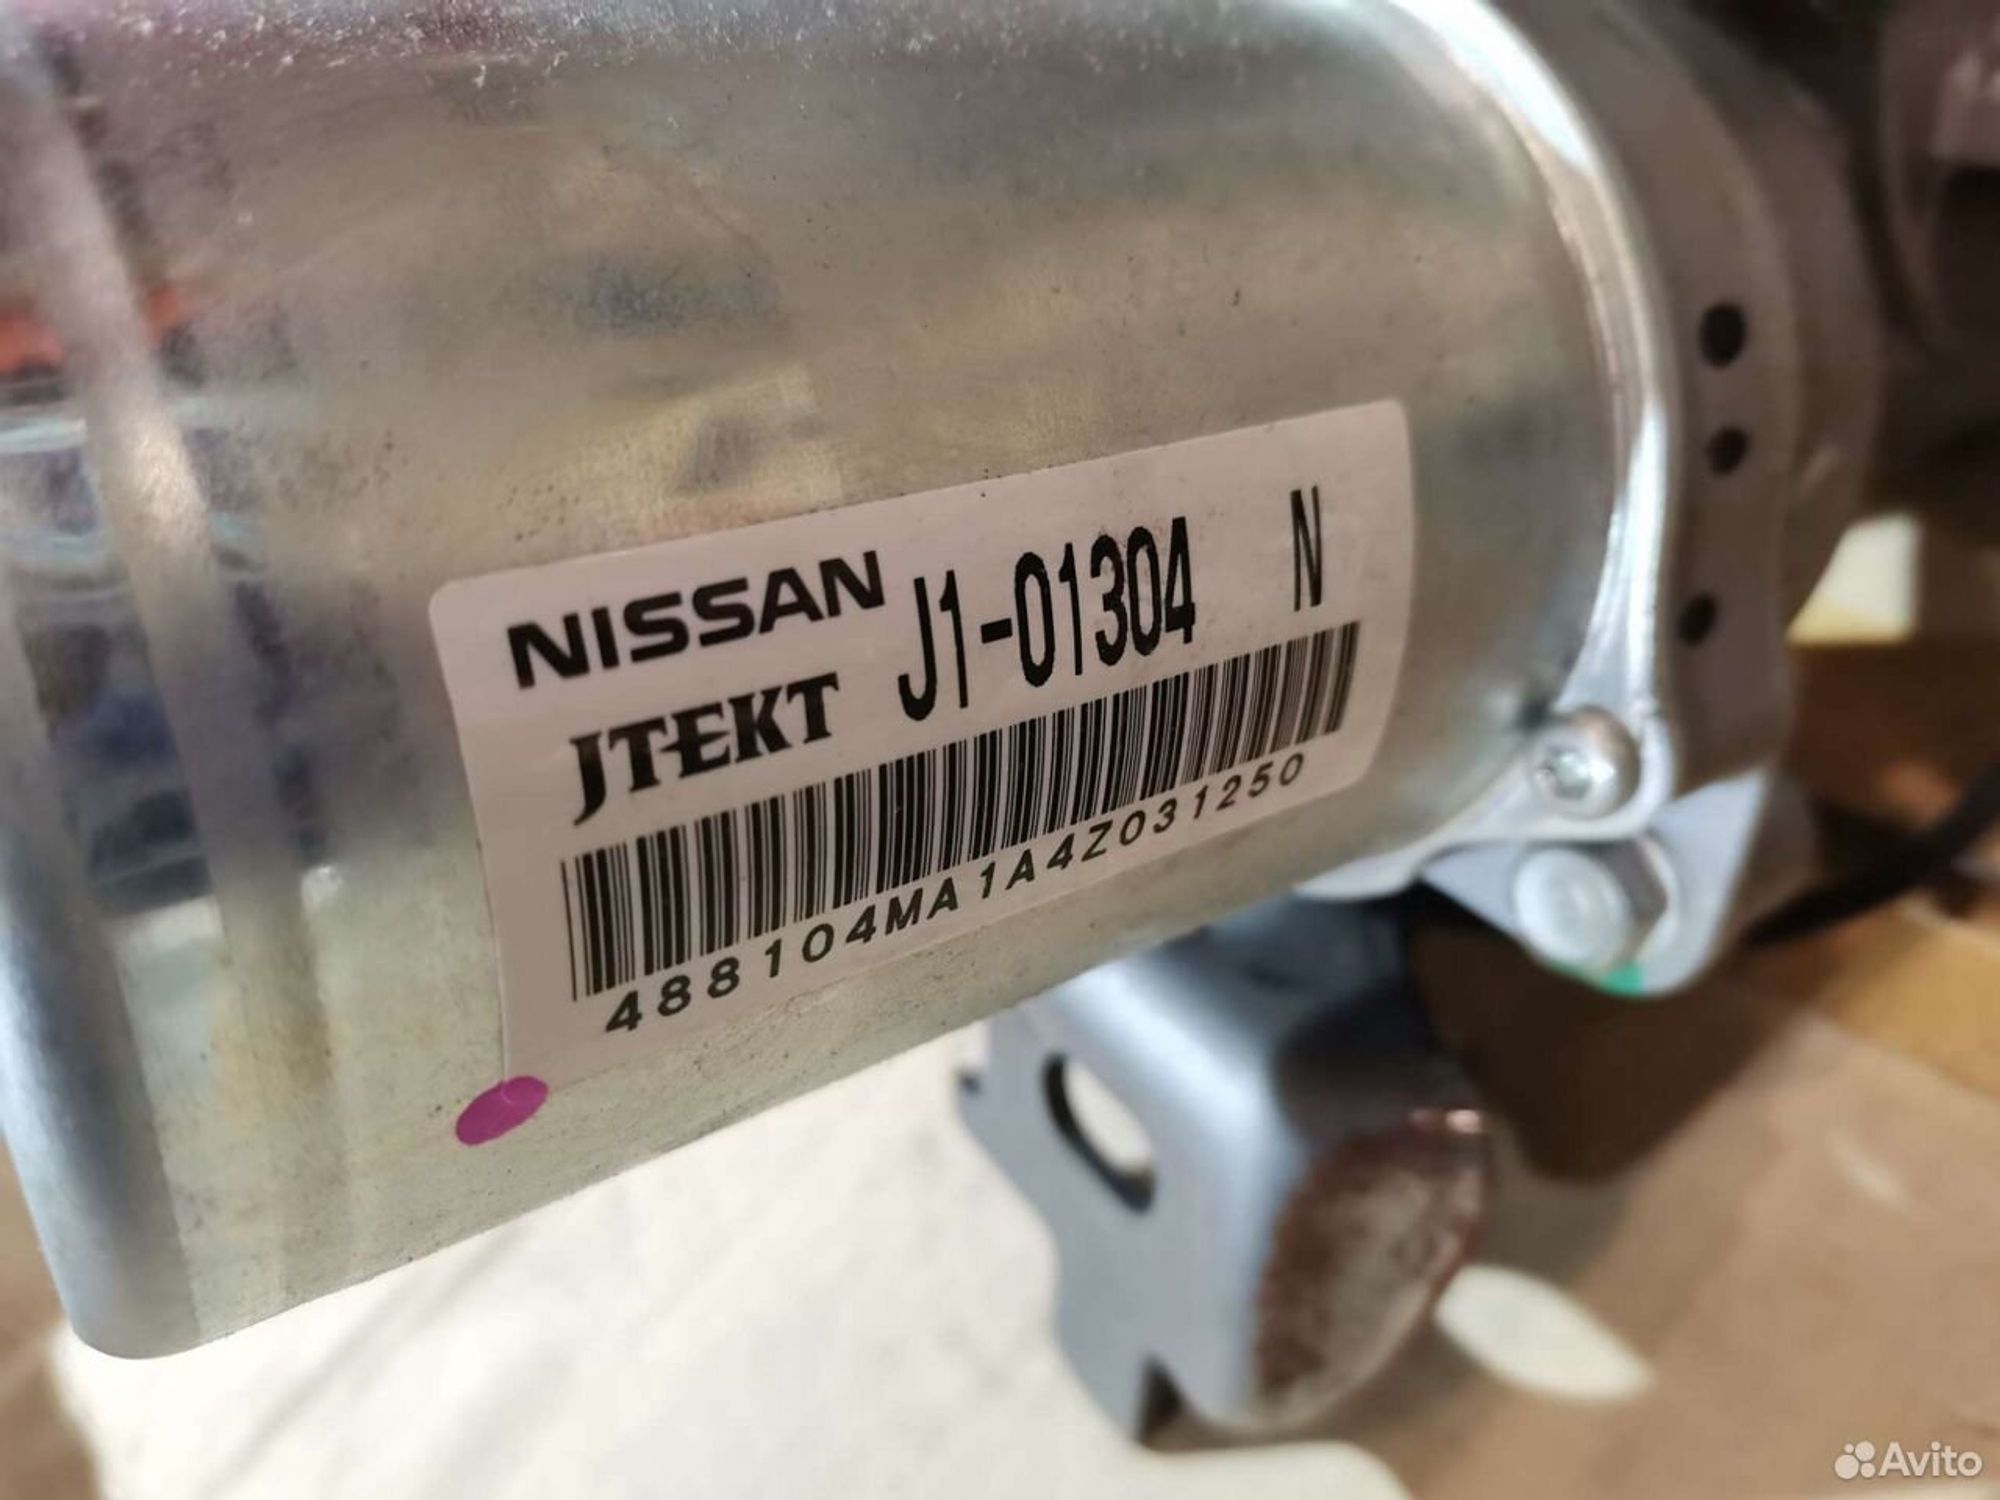 NISSAN J1-01304 N
JTEKT
488104MA1A4Z031250
Avito